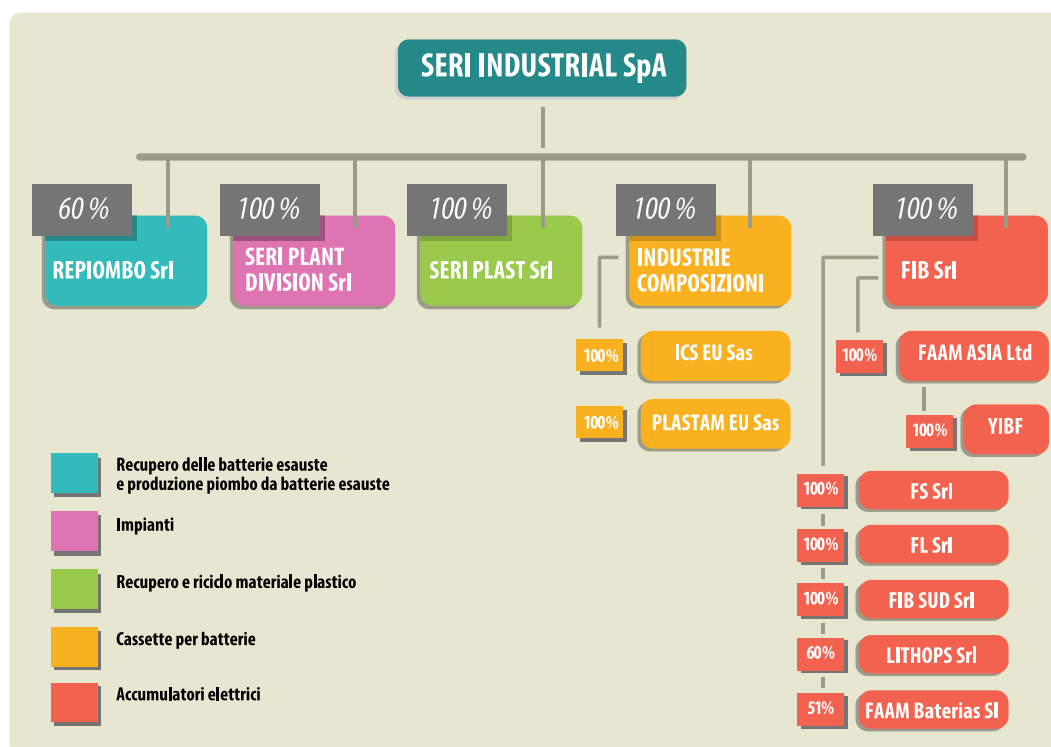 SERI INDUSTRIAL SpA
60 %
REPIOMBO Srl
100 %
SERI PLANT
DIVISION Srl
100 %
SERI PLAST Srl
100 %
INDUSTRIE
COMPOSIZIONI
100 %
FIB Srl
100%
ICS EU Sas
100%
PLASTAM EU Sas
100%
FAAM ASIA Ltd
100%
YIBF
100%
FS Srl
100%
FL Srl
100%
FIB SUD Srl
60%
LITHOPS Srl
51%
FAAM Baterias Sl
Recupero delle batterie esauste
e produzione piombo da batterie esauste
Impianti
Recupero e riciclo materiale plastico
Cassette per batterie
Accumulatori elettrici